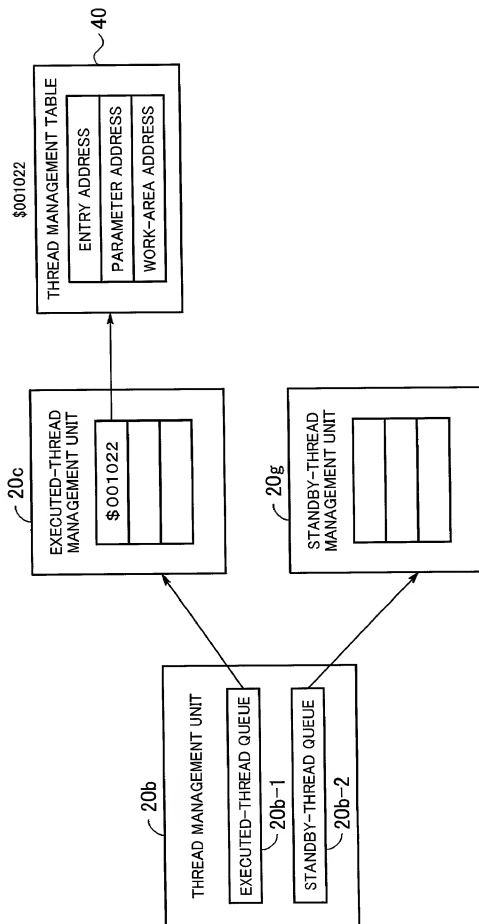 20b
THREAD MANAGEMENT UNIT
EXECUTED-THREAD QUEUE
20b-1
STANDBY-THREAD QUEUE
20b-2
20c
EXECUTED-THREAD
MANAGEMENT UNIT
$001022
20g
STANDBY-THREAD
MANAGEMENT UNIT
$001022
THREAD MANAGEMENT TABLE
40
ENTRY ADDRESS
PARAMETER ADDRESS
WORK-AREA ADDRESS